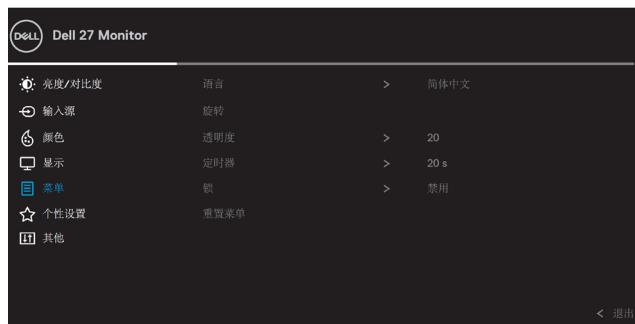 DELL Dell 27 Monitor
亮度/对比度 语言 > 简体中文
输入源 旋转
颜色 透明度 > 20
显示 定时器 > 20 s
菜单 锁 > 禁用
个性设置 重置菜单
其他
< 退出